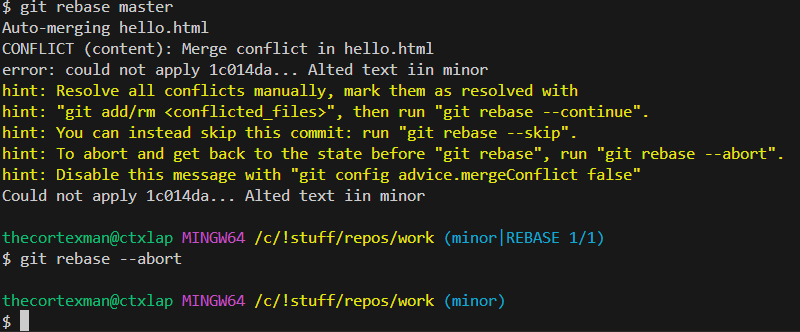 $ git rebase master
Auto-merging hello.html
CONFLICT (content): Merge conflict in hello.html
error: could not apply 1c014da... Alted text iin minor
hint: Resolve all conflicts manually, mark them as resolved with
hint: "git add/rm <conflicted_files>", then run "git rebase --continue".
hint: You can instead skip this commit: run "git rebase --skip".
hint: To abort and get back to the state before "git rebase", run "git rebase --abort".
hint: Disable this message with "git config advice.mergeConflict false"
Could not apply 1c014da... Alted text iin minor
thecortexman@ctxlap MINGW64 /c/!stuff/repos/work (minor|REBASE 1/1)
$ git rebase --abort
thecortexman@ctxlap MINGW64 /c/!stuff/repos/work (minor)
$